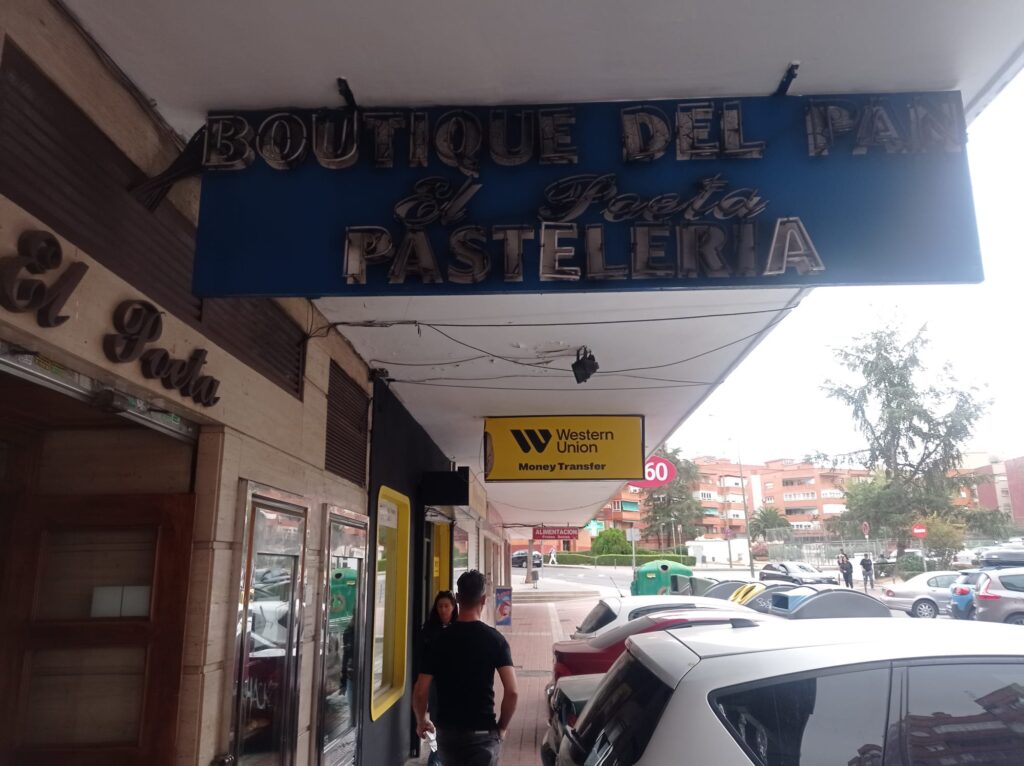 BOUTIQUE DEL PAN
El Poeta
PASTELERIA
El Poeta
Western
Union
Money Transfer
60
ALIMENTACION